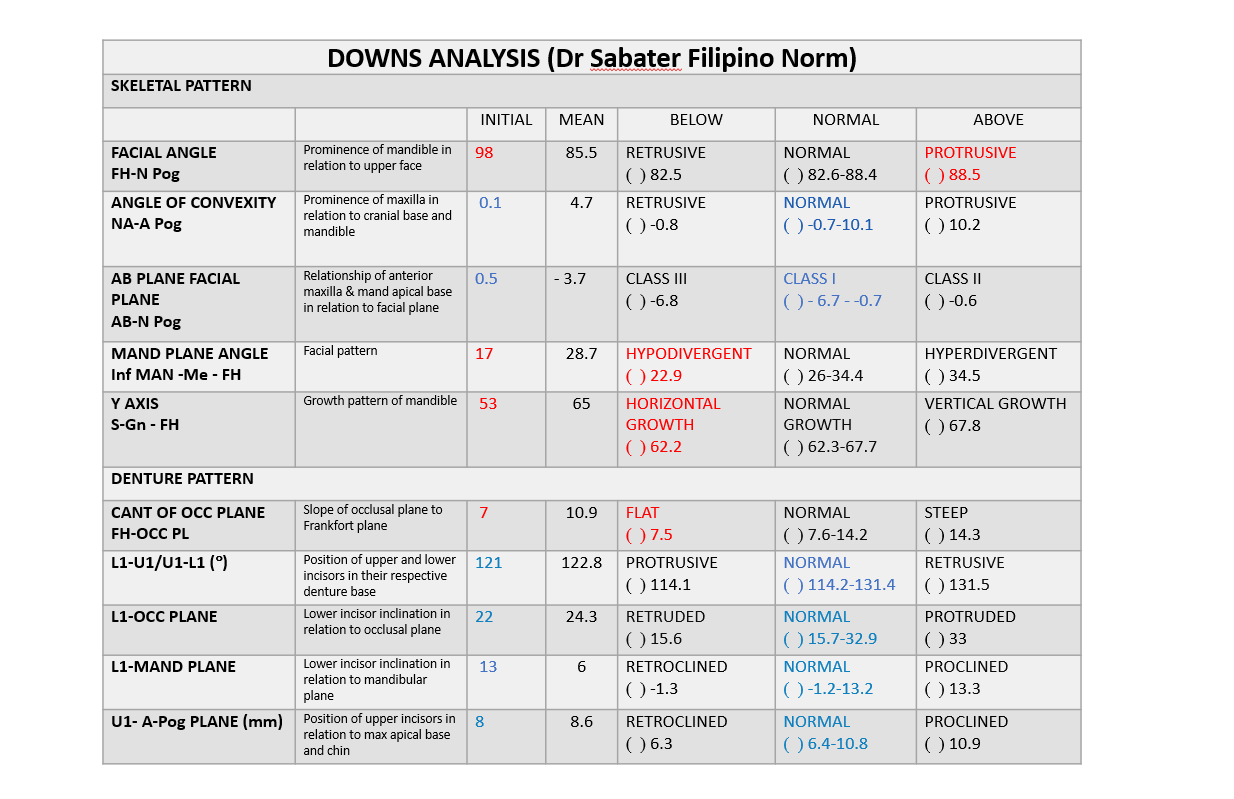 DOWNS ANALYSIS (Dr Sabater Filipino Norm)
SKELETAL PATTERN
INITIAL MEAN BELOW NORMAL ABOVE
FACIAL ANGLE
FH-N Pog
Prominence of mandible in
relation to upper face
98
85.5
RETRUSIVE
( ) 82.5
NORMAL
( ) 82.6-88.4
PROTRUSIVE
( ) 88.5
ANGLE OF CONVEXITY
NA-A Pog
Prominence of maxilla in
relation to cranial base and
mandible
0.1
4.7
RETRUSIVE
( ) -0.8
NORMAL
( ) -0.7-10.1
PROTRUSIVE
( ) 10.2
AB PLANE FACIAL
PLANE
AB-N Pog
Relationship of anterior
maxilla & mand apical base
in relation to facial plane
0.5
- 3.7
CLASS III
( ) -6.8
CLASS I
( ) - 6.7 - -0.7
CLASS II
( ) -0.6
MAND PLANE ANGLE
Inf MAN -Me - FH
Facial pattern
17
28.7
HYPODIVERGENT
( ) 22.9
NORMAL
( ) 26-34.4
HYPERDIVERGENT
( ) 34.5
Y AXIS
S-Gn - FH
Growth pattern of mandible
53
65
HORIZONTAL
GROWTH
( ) 62.2
NORMAL
GROWTH
( ) 62.3-67.7
VERTICAL GROWTH
( ) 67.8
DENTURE PATTERN
CANT OF OCC PLANE
FH-OCC PL
Slope of occlusal plane to
Frankfort plane
7
10.9
FLAT
( ) 7.5
NORMAL
( ) 7.6-14.2
STEEP
( ) 14.3
L1-U1/U1-L1 (°)
Position of upper and lower
incisors in their respective
denture base
121
122.8
PROTRUSIVE
( ) 114.1
NORMAL
( ) 114.2-131.4
RETRUSIVE
( ) 131.5
L1-OCC PLANE
Lower incisor inclination in
relation to occlusal plane
22
24.3
RETRUDED
( ) 15.6
NORMAL
( ) 15.7-32.9
PROTRUDED
( ) 33
L1-MAND PLANE
Lower incisor inclination in
relation to mandibular
plane
13
6
RETROCLINED
( ) -1.3
NORMAL
( ) -1.2-13.2
PROCLINED
( ) 13.3
U1- A-Pog PLANE (mm)
Position of upper incisors in
relation to max apical base
and chin
8
8.6
RETROCLINED
( ) 6.3
NORMAL
( ) 6.4-10.8
PROCLINED
( ) 10.9